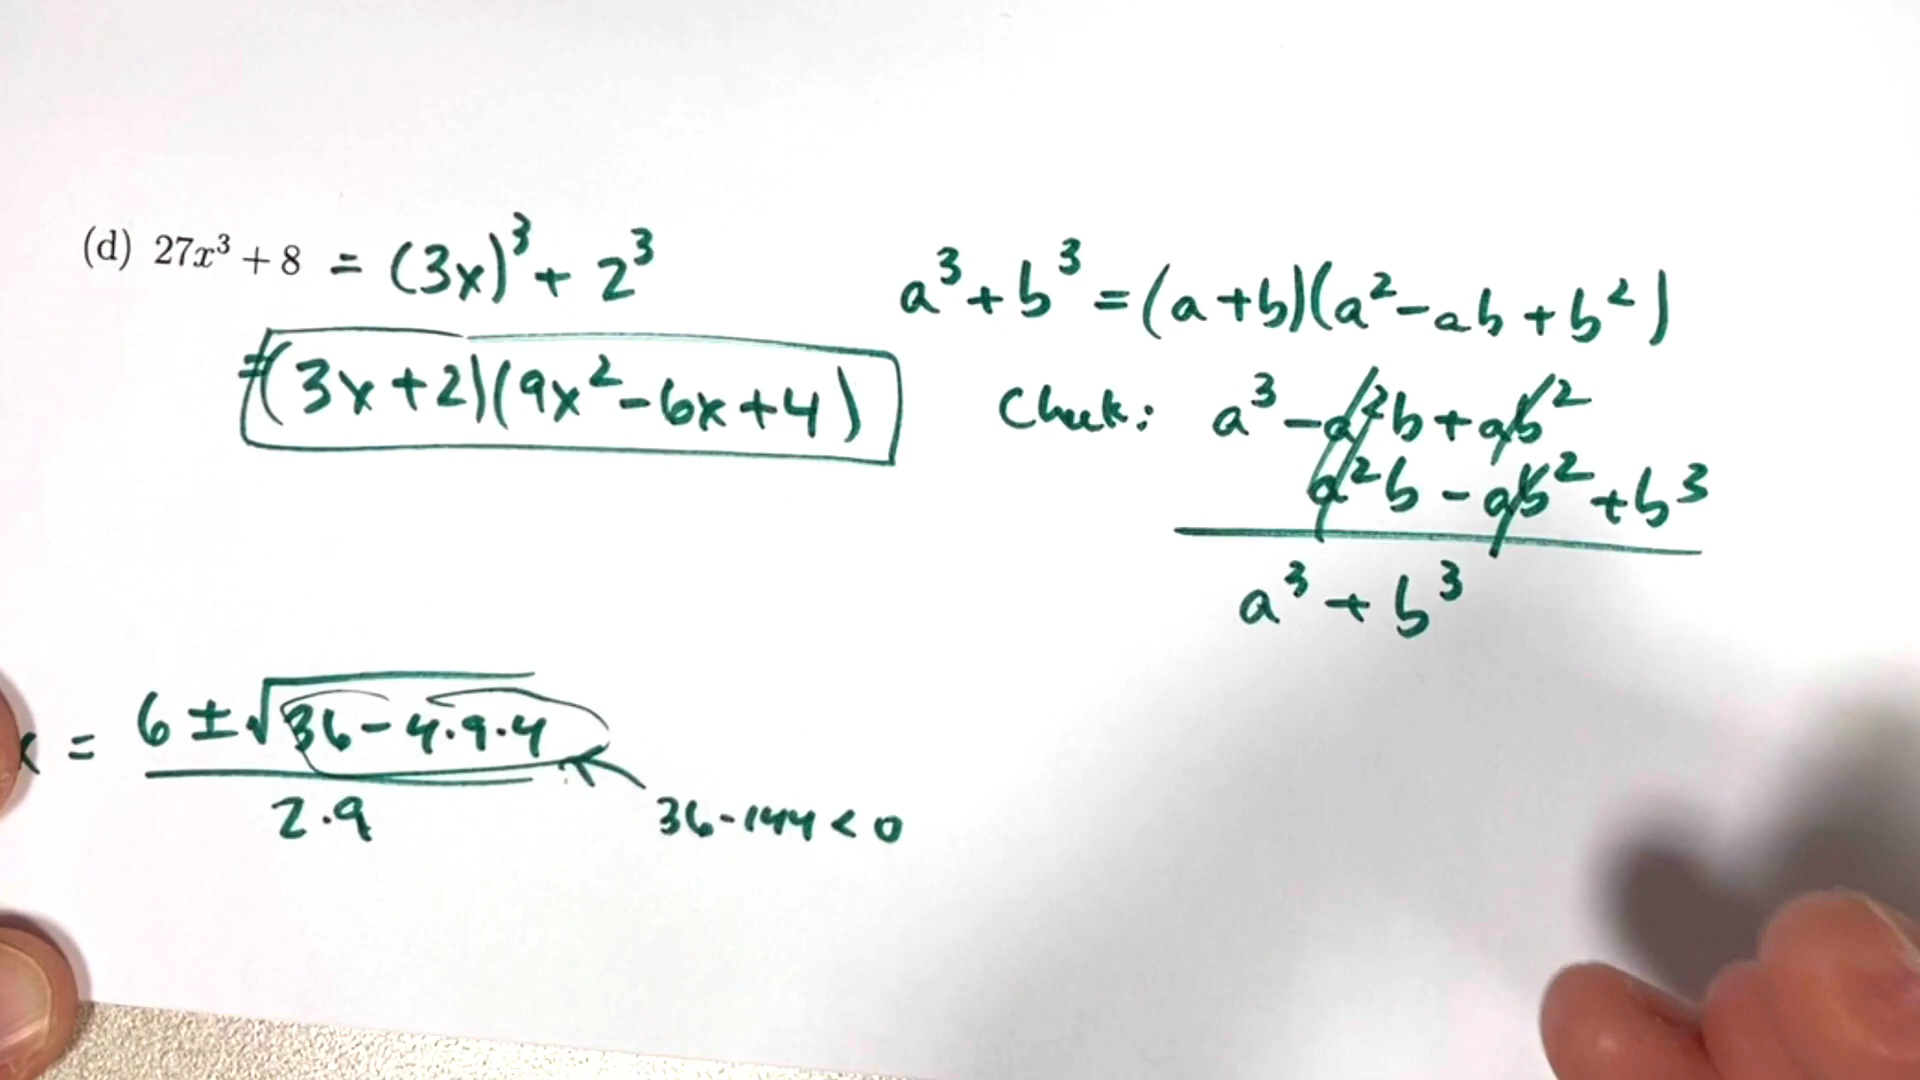 (d) 27x³ + 8 = (3x)³ + 2³
=(3x+2)(9x²-6x+4)
a³+b³=(a+b)(a²-ab+b²)
Check: a³-a²b+ab²
a²b-ab²+b³
a³+b³
x = 6±√36-4·9·4
2·9
36-144<0